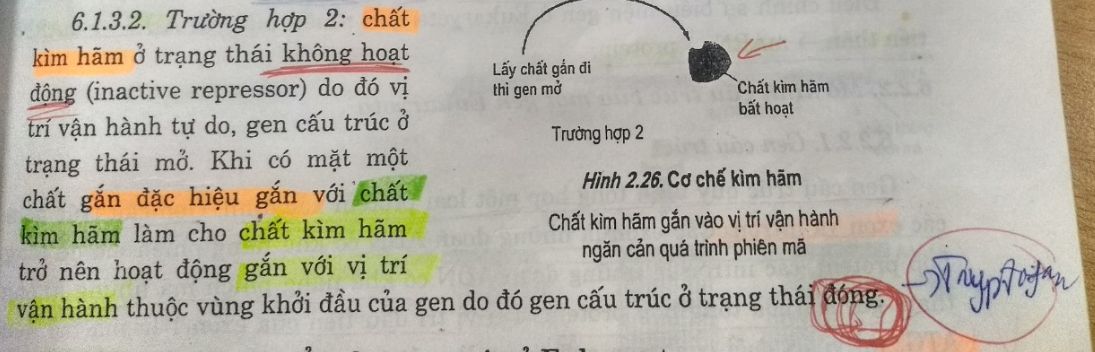 6.1.3.2. Trường hợp 2: chất
kìm hãm ở trạng thái không hoạt
động (inactive repressor) do đó vị
trí vận hành tự do, gen cấu trúc ở
trạng thái mở. Khi có mặt một
chất gắn đặc hiệu gắn với chất
kìm hãm làm cho chất kìm hãm
trở nên hoạt động gắn với vị trí
vận hành thuộc vùng khởi đầu của gen do đó gen cấu trúc ở trạng thái đóng.
Lấy chất gắn đi
thì gen mở
Chất kìm hãm
bất hoạt
Trường hợp 2
Hình 2.26. Cơ chế kìm hãm
Chất kìm hãm gắn vào vị trí vận hành
ngăn cản quá trình phiên mã